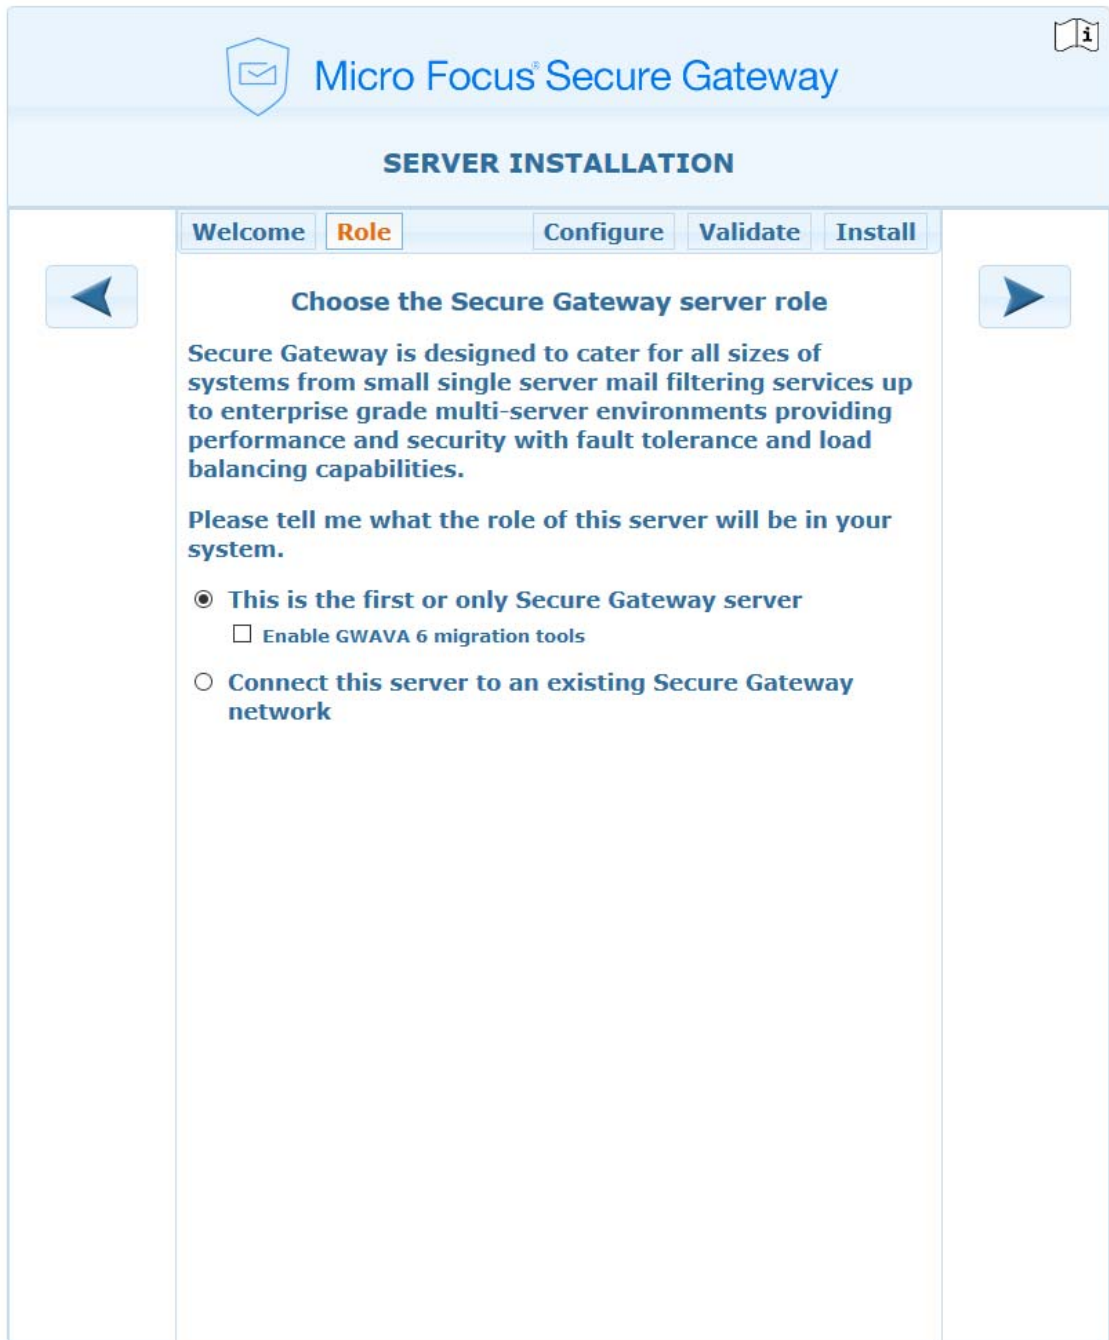 i
Micro Focus® Secure Gateway
SERVER INSTALLATION
Welcome Role Configure Validate Install
Choose the Secure Gateway server role
Secure Gateway is designed to cater for all sizes of
systems from small single server mail filtering services up
to enterprise grade multi-server environments providing
performance and security with fault tolerance and load
balancing capabilities.
Please tell me what the role of this server will be in your
system.
This is the first or only Secure Gateway server
Enable GWAVA 6 migration tools
Connect this server to an existing Secure Gateway
network